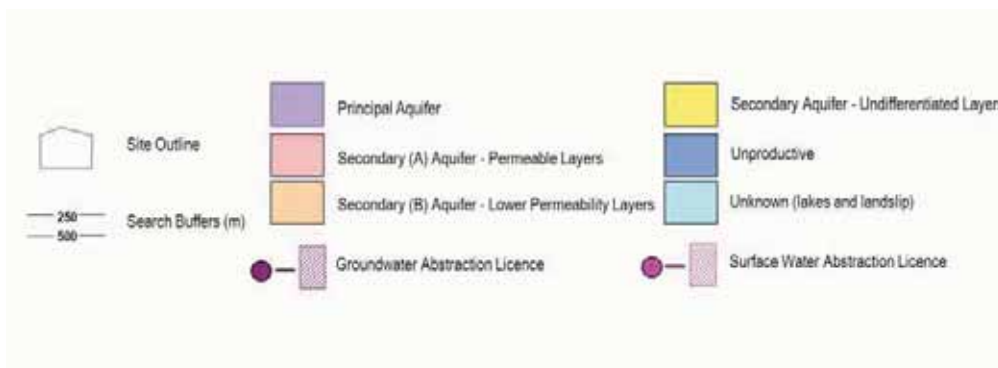 Site Outline
250
500
Search Buffers (m)
Principal Aquifer
Secondary (A) Aquifer - Permeable Layers
Secondary (B) Aquifer - Lower Permeability Layers
Groundwater Abstraction Licence
Secondary Aquifer - Undifferentiated Layer
Unproductive
Unknown (lakes and landslip)
Surface Water Abstraction Licence